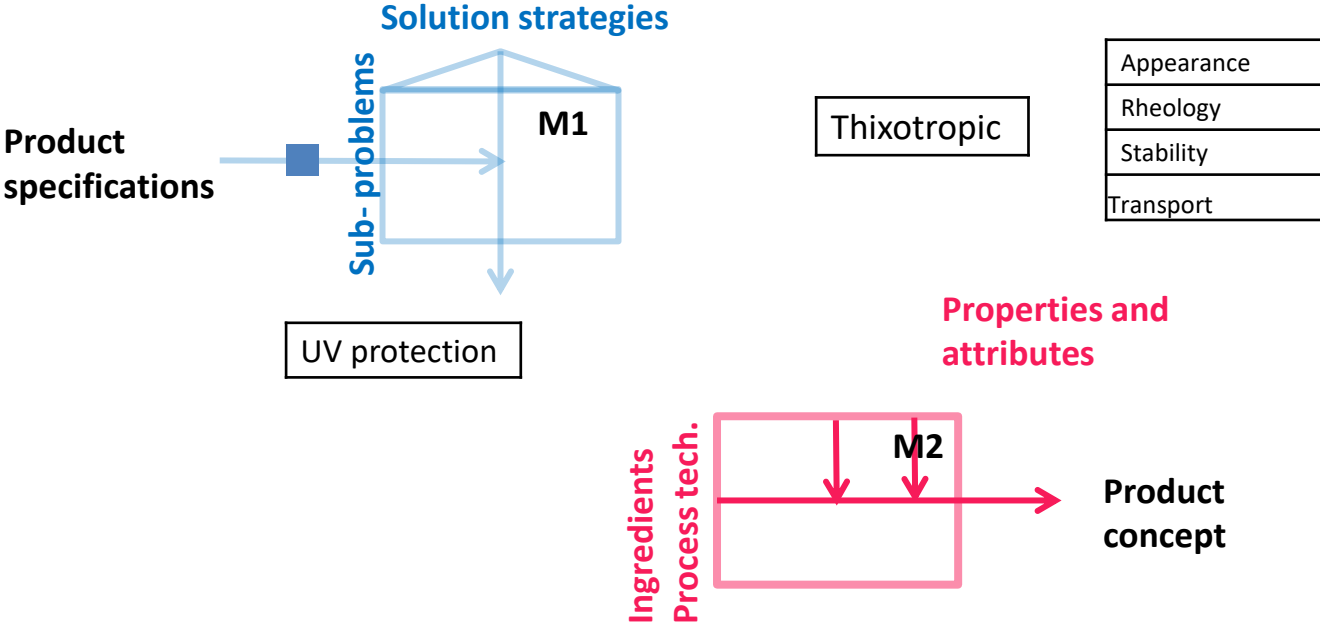 Solution strategies
Sub- problems
M1
Product
specifications
Thixotropic
Appearance
Rheology
Stability
Transport
UV protection
Properties and
attributes
Ingredients
Process tech.
M2
Product
concept